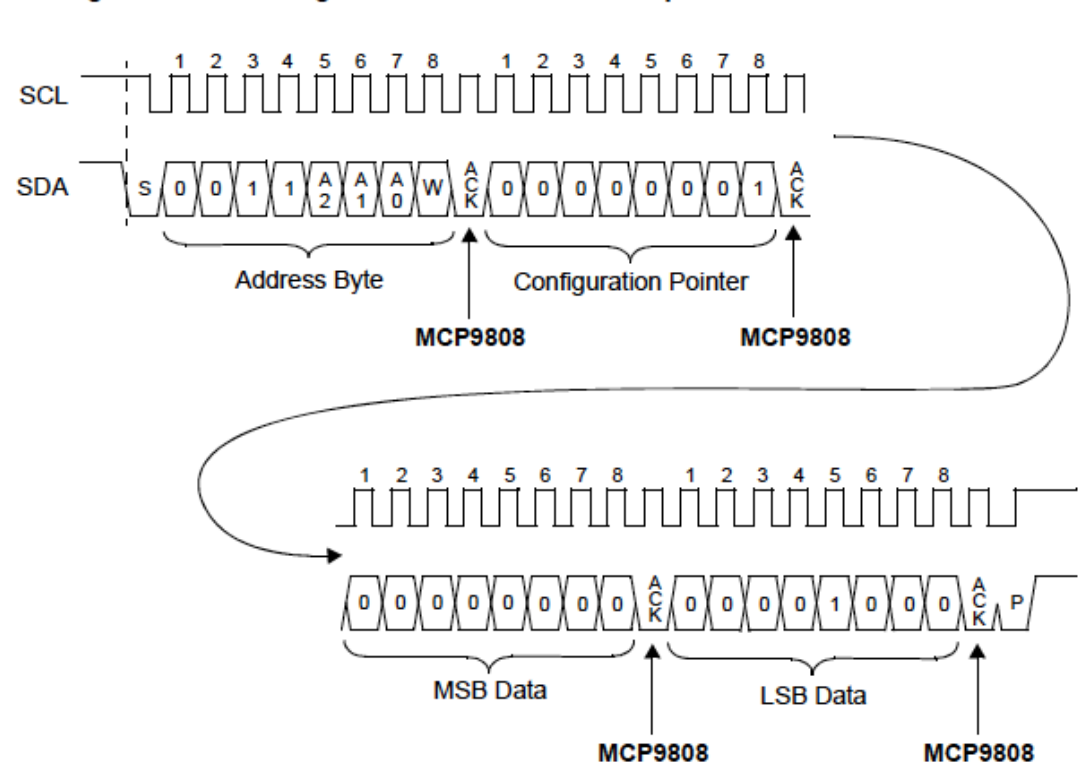 1 2 3 4 5 6 7 8 1 2 3 4 5 6 7 8
SCL
SDA S 0 0 1 1 A2 A1 A0 W ACK 0 0 0 0 0 0 0 1 ACK
Address Byte Configuration Pointer
MCP9808 MCP9808
1 2 3 4 5 6 7 8 1 2 3 4 5 6 7 8
0 0 0 0 0 0 0 0 ACK 0 0 0 0 1 0 0 0 ACK P
MSB Data LSB Data
MCP9808 MCP9808